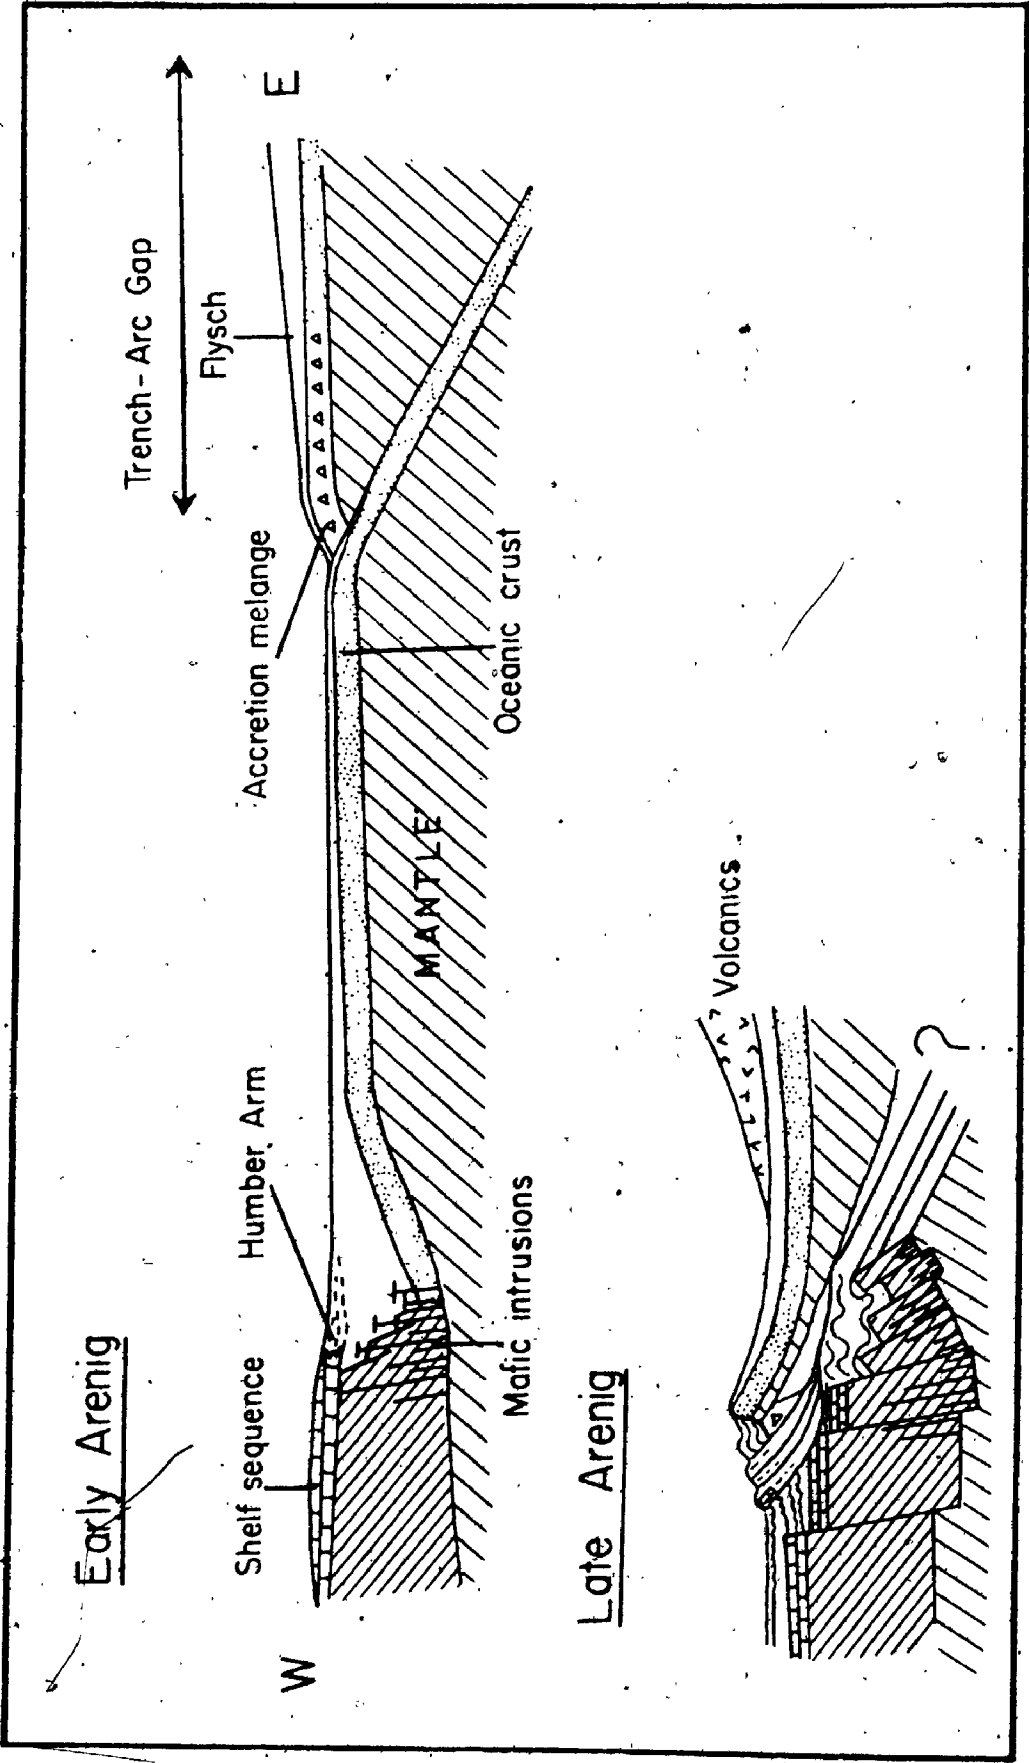 Early Arenig
Trench-Arc Gap
Flysch
W
E
Shelf sequence
Humber Arm
Accretion melange
MANTLE
Mafic intrusions
Oceanic crust
Late Arenig
Volcanics
?